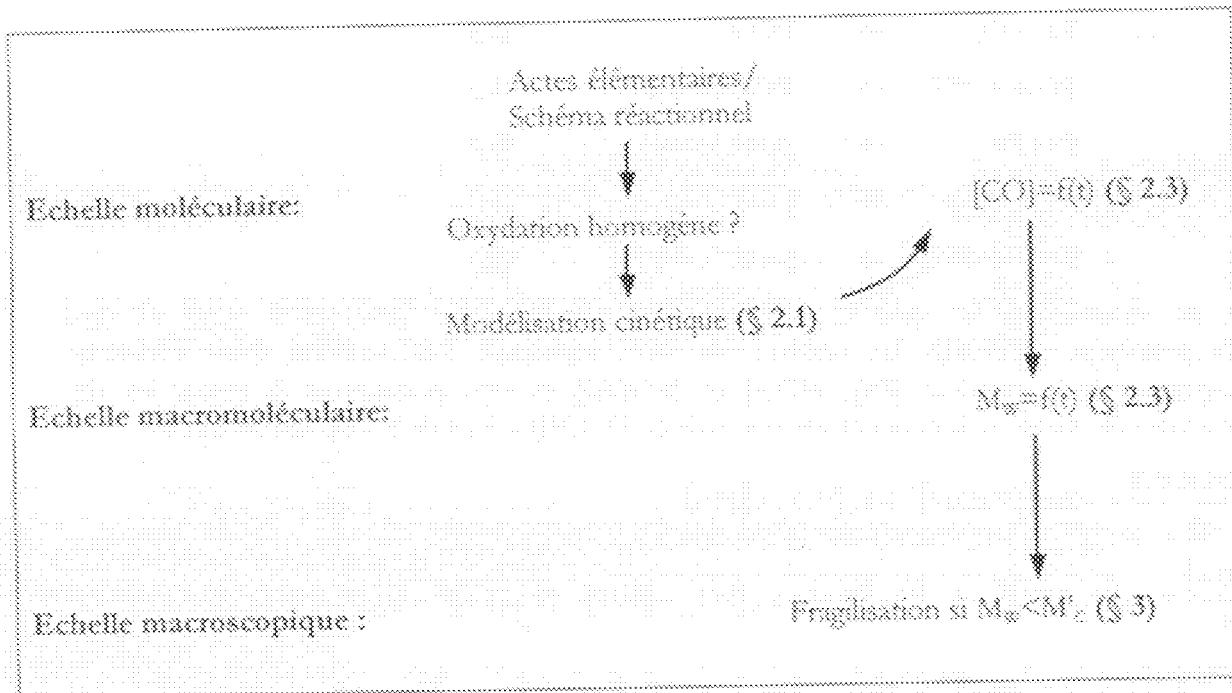 Actes élémentaires/
Schéma réactionnel
Echelle moléculaire:
[CO]=f(t) (§ 2.3)
Oxydation homogène ?
Modélisation cinétique (§ 2.1)
Echelle macromoléculaire:
Mw=f(t) (§ 2.3)
Echelle macroscopique :
Fragilisation si Mw<M'c (§ 3)